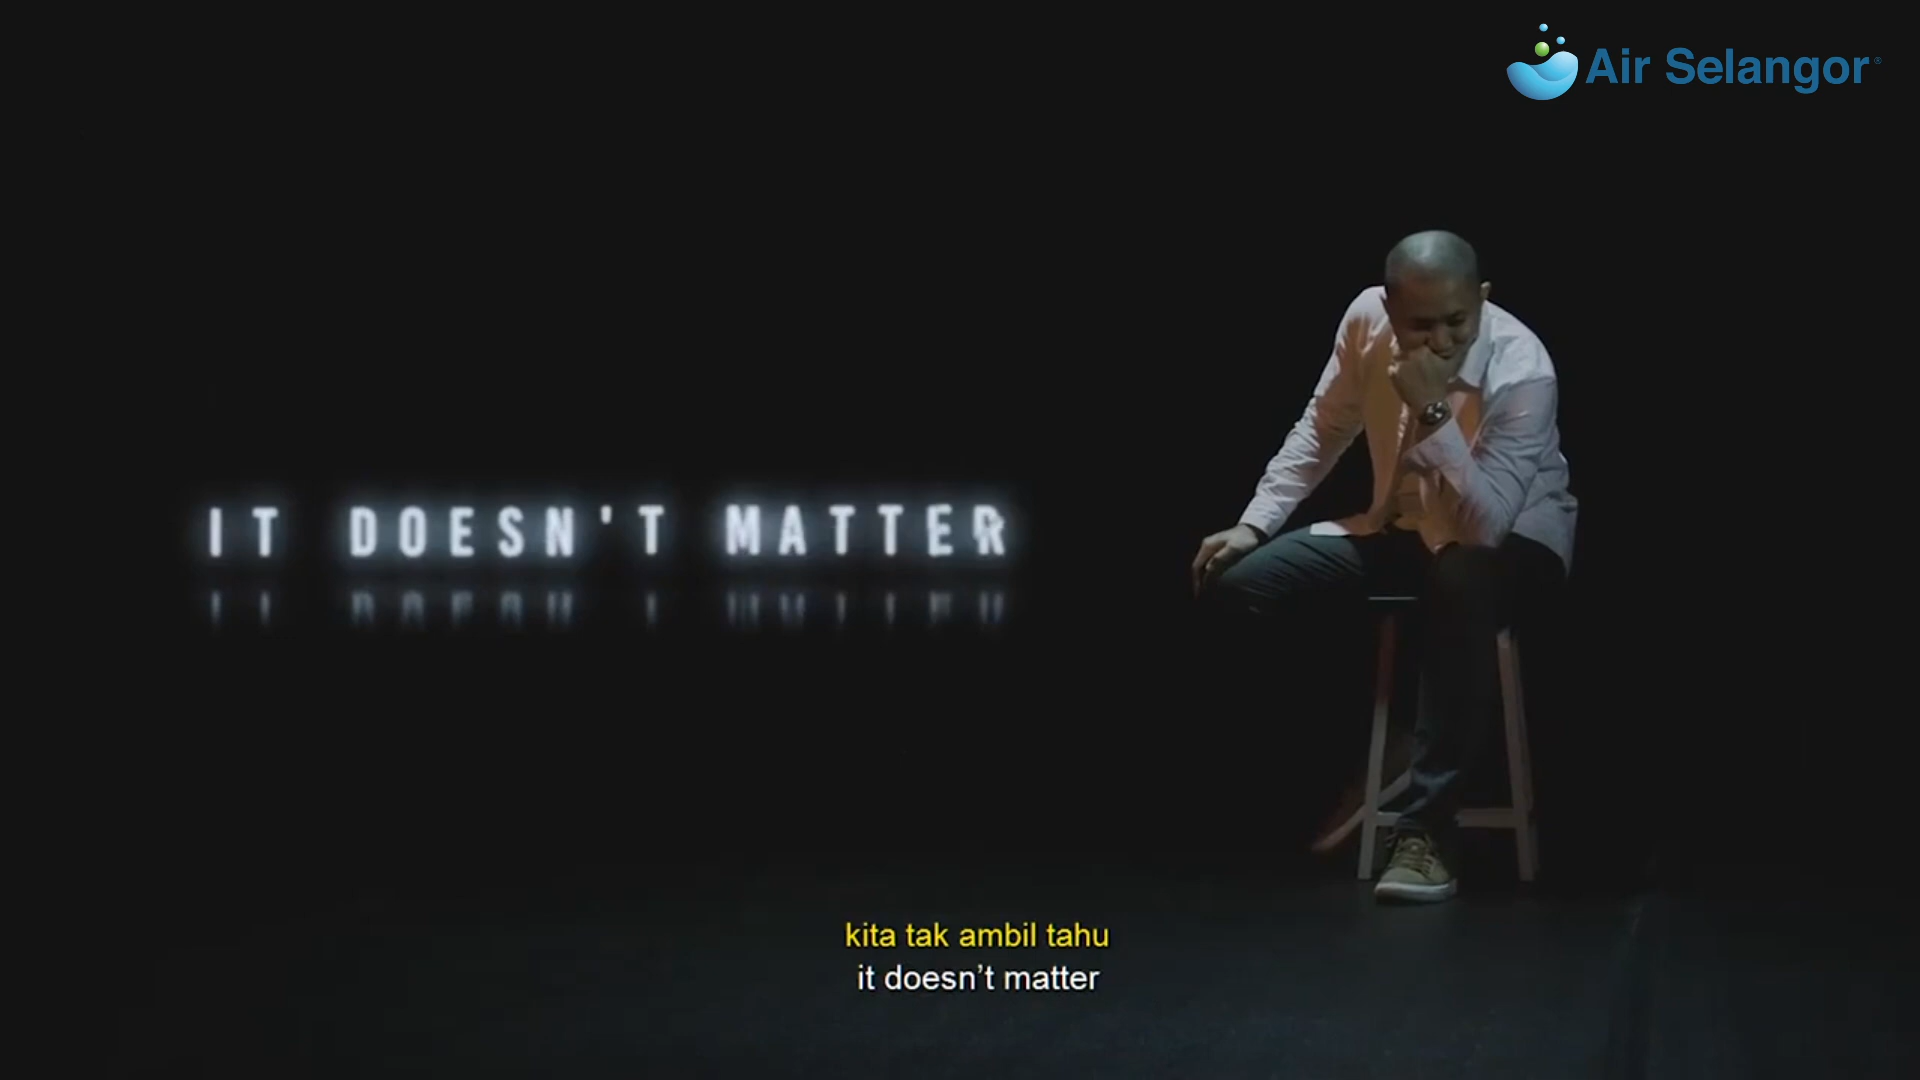 Air Selangor®
IT DOESN'T MATTER
kita tak ambil tahu
it doesn’t matter